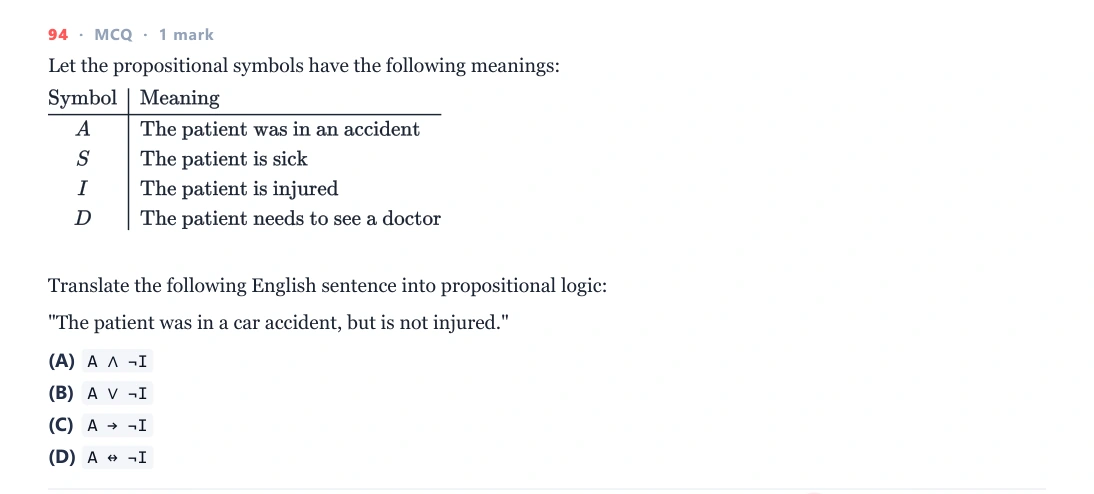 94 · MCQ · 1 mark
Let the propositional symbols have the following meanings:
Symbol | Meaning
A | The patient was in an accident
S | The patient is sick
I | The patient is injured
D | The patient needs to see a doctor
Translate the following English sentence into propositional logic:
"The patient was in a car accident, but is not injured."
(A) A ∧ ¬I
(B) A ∨ ¬I
(C) A → ¬I
(D) A ↔ ¬I